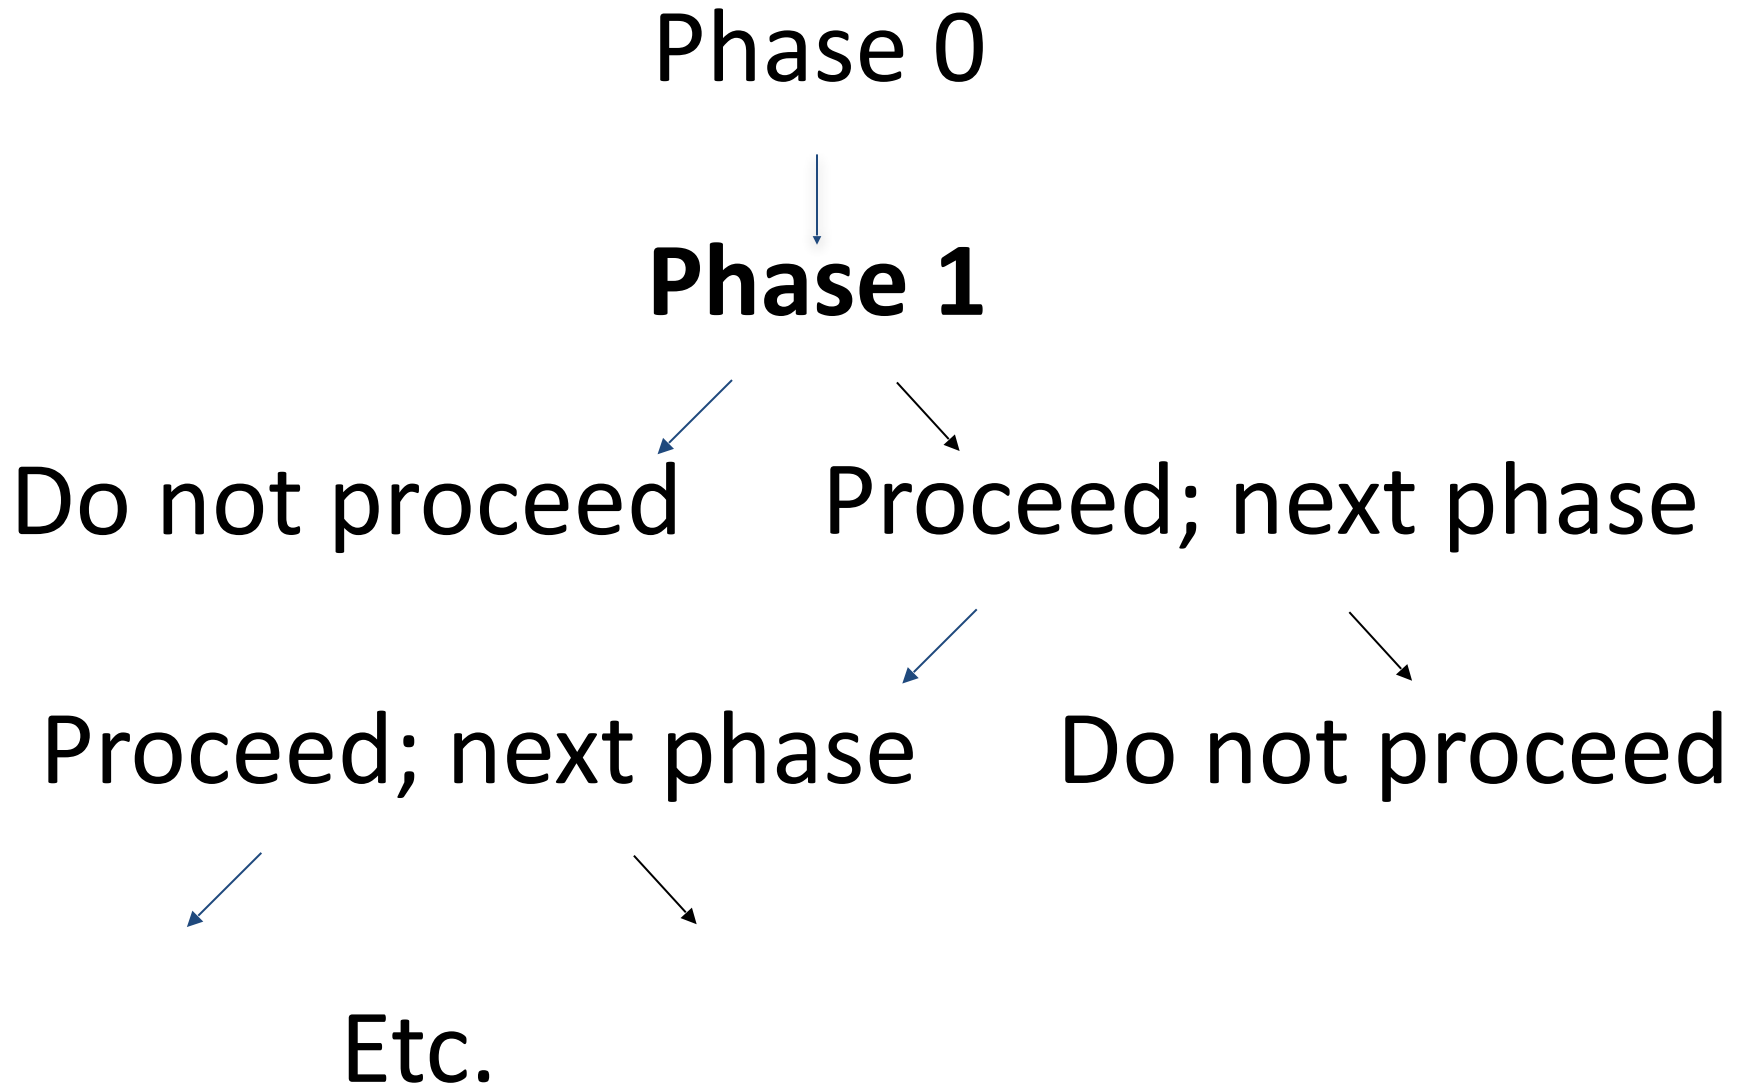 Phase 0
Phase 1
Do not proceed
Proceed; next phase
Proceed; next phase
Do not proceed
Etc.